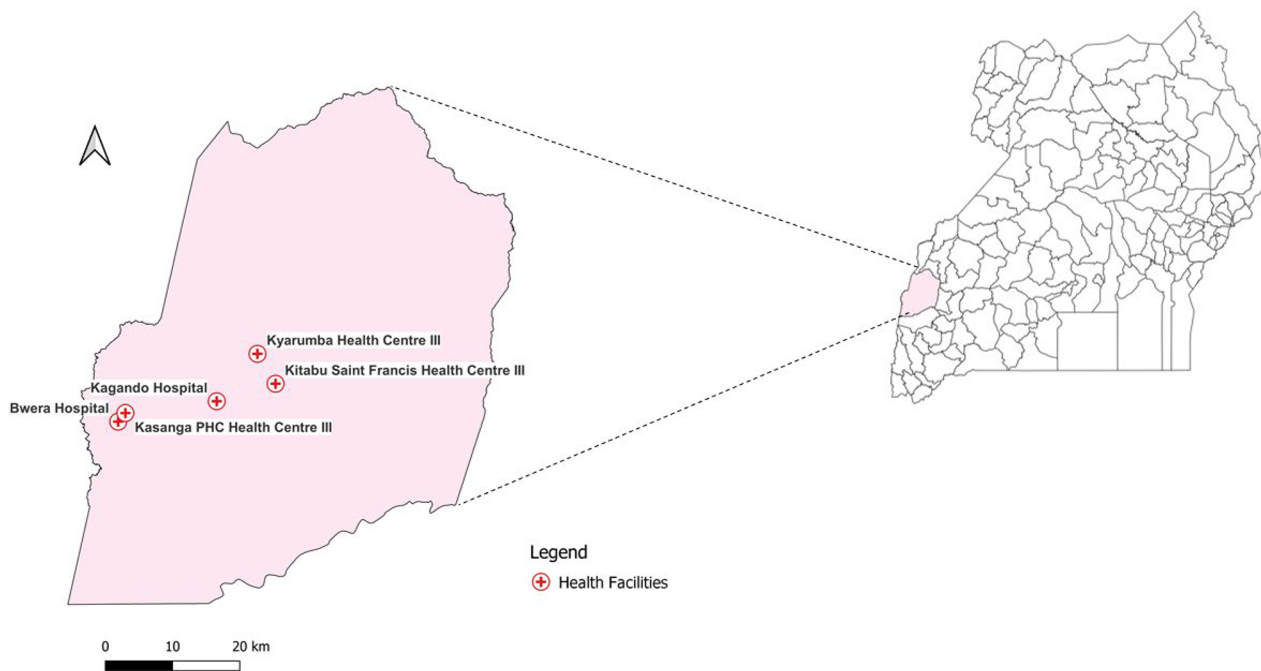 Kyarumba Health Centre III
Kitabu Saint Francis Health Centre III
Kagando Hospital
Bwera Hospital
Kasanga PHC Health Centre III
Legend
Health Facilities
0 10 20 km